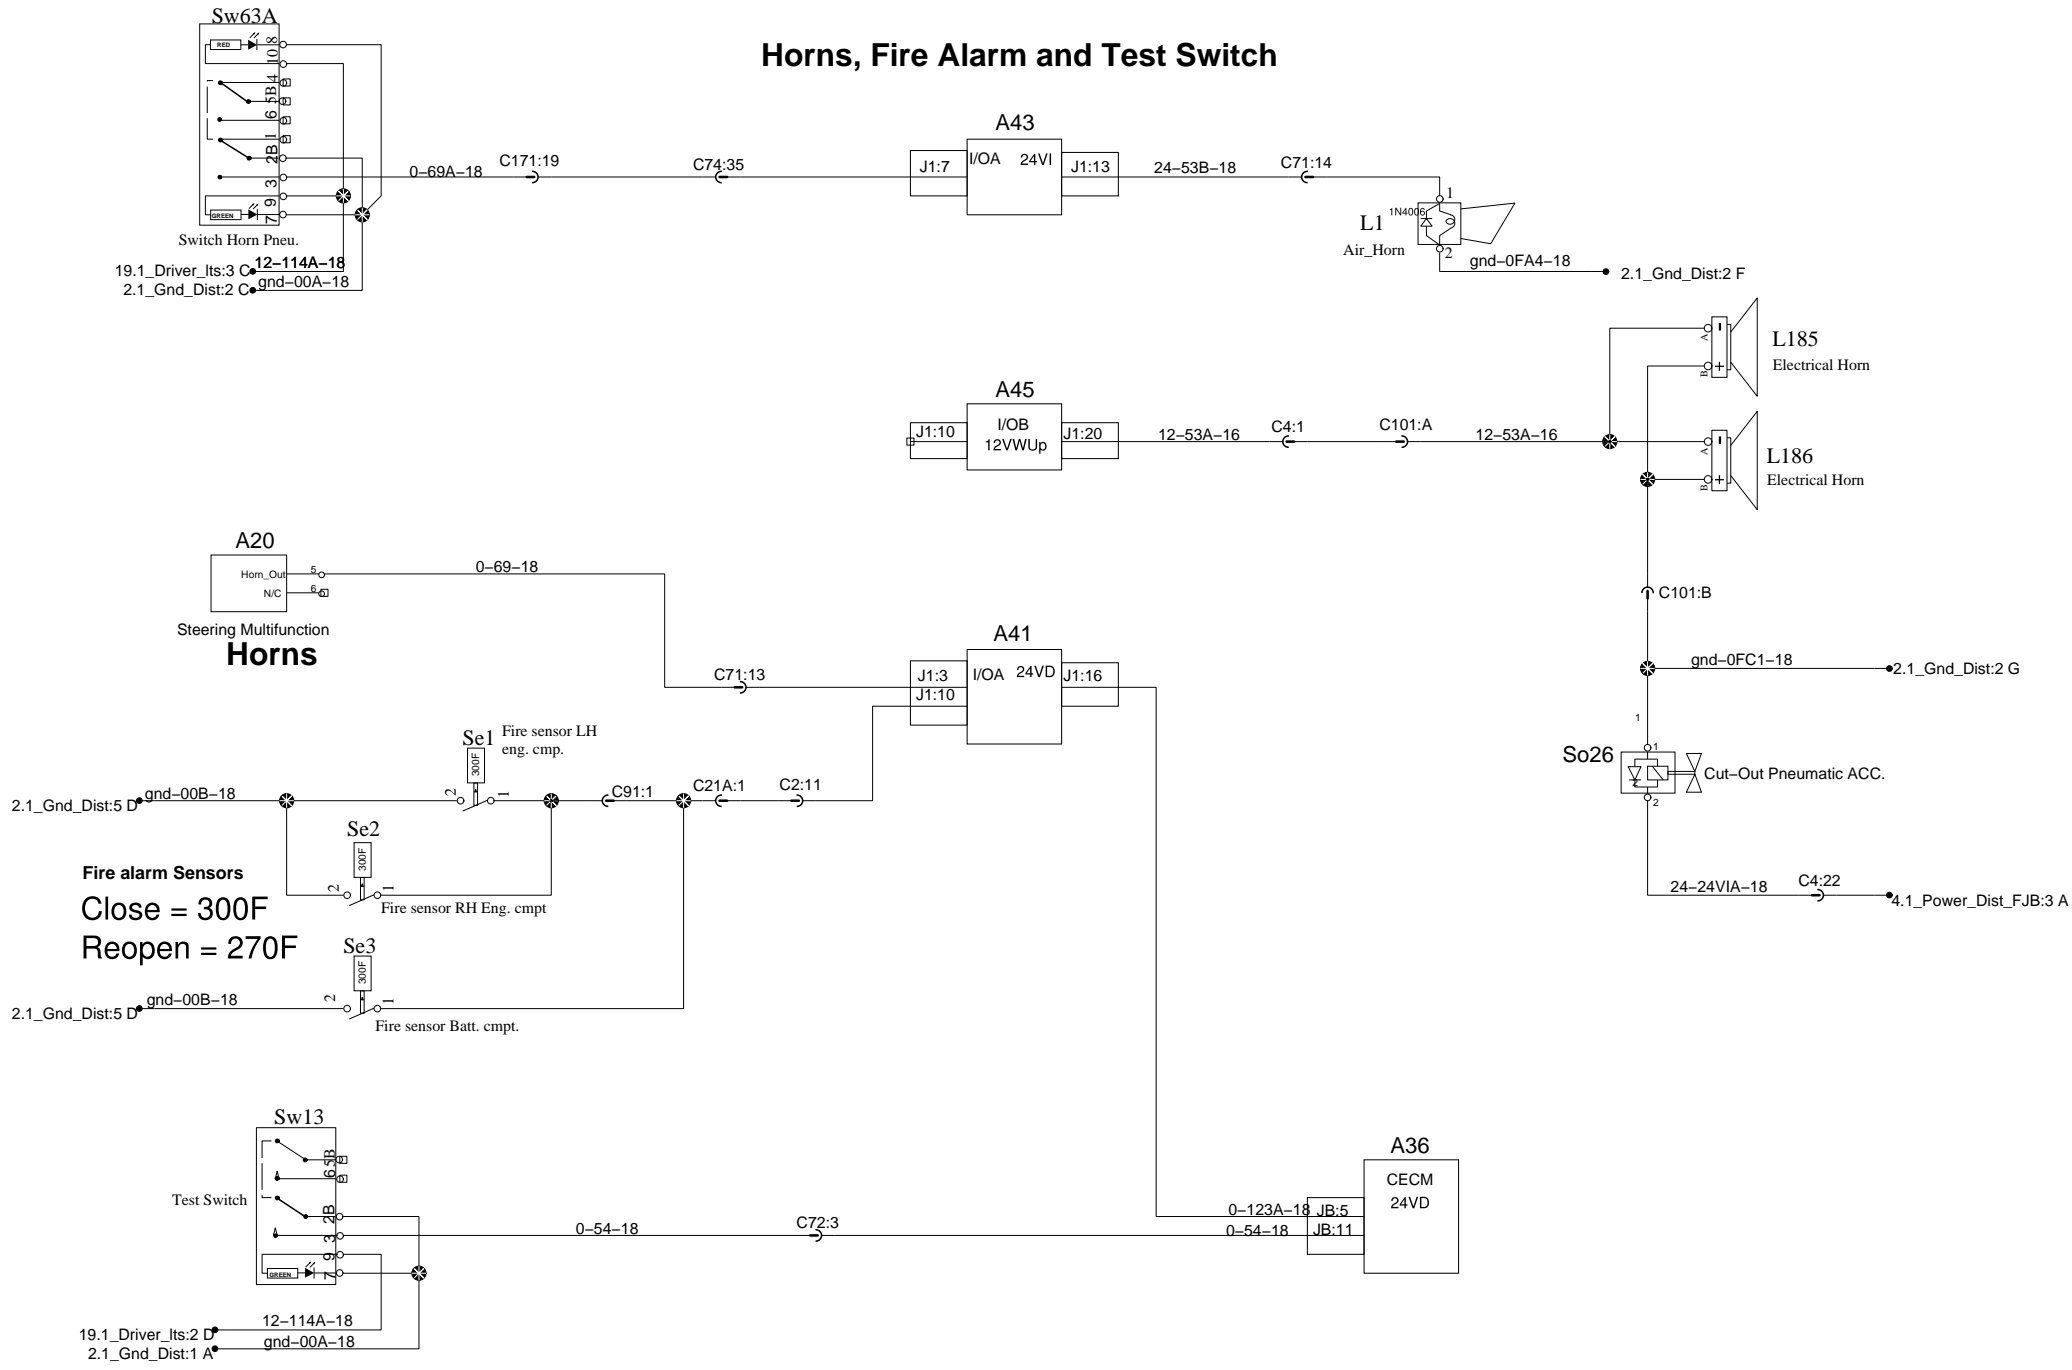 Horns, Fire Alarm and Test Switch
Sw63A
RED
8
10
4
5B
6
1
2B
3
9
GREEN
7
Switch Horn Pneu.
19.1_Driver_lts:3 C
12-114A-18
2.1_Gnd_Dist:2 C
gnd-00A-18
0-69A-18
C171:19
C74:35
A43
J1:7
I/OA
24VI
J1:13
24-53B-18
C71:14
1
1N4006
L1
Air_Horn
2
gnd-0FA4-18
2.1_Gnd_Dist:2 F
A
-
B
+
L185
Electrical Horn
A45
J1:10
I/OB
12VWUp
J1:20
12-53A-16
C4:1
C101:A
12-53A-16
A
-
B
+
L186
Electrical Horn
A20
Horn_Out
5
N/C
6
Steering Multifunction
Horns
0-69-18
C71:13
A41
J1:3
J1:10
I/OA
24VD
J1:16
C101:B
gnd-0FC1-18
2.1_Gnd_Dist:2 G
1
So26
1
2
2
Cut-Out Pneumatic ACC.
24-24VIA-18
C4:22
4.1_Power_Dist_FJB:3 A
Se1
Fire sensor LH
eng. cmp.
300F
2
1
2.1_Gnd_Dist:5 D
gnd-00B-18
C91:1
C21A:1
C2:11
Se2
300F
2
1
Fire sensor RH Eng. cmpt
Fire alarm Sensors
Close = 300F
Reopen = 270F
Se3
300F
2
1
2.1_Gnd_Dist:5 D
gnd-00B-18
Fire sensor Batt. cmpt.
Sw13
5B
6
Test Switch
2B
3
9
GREEN
7
0-54-18
C72:3
19.1_Driver_lts:2 D
12-114A-18
2.1_Gnd_Dist:1 A
gnd-00A-18
A36
CECM
24VD
0-123A-18
JB:5
0-54-18
JB:11